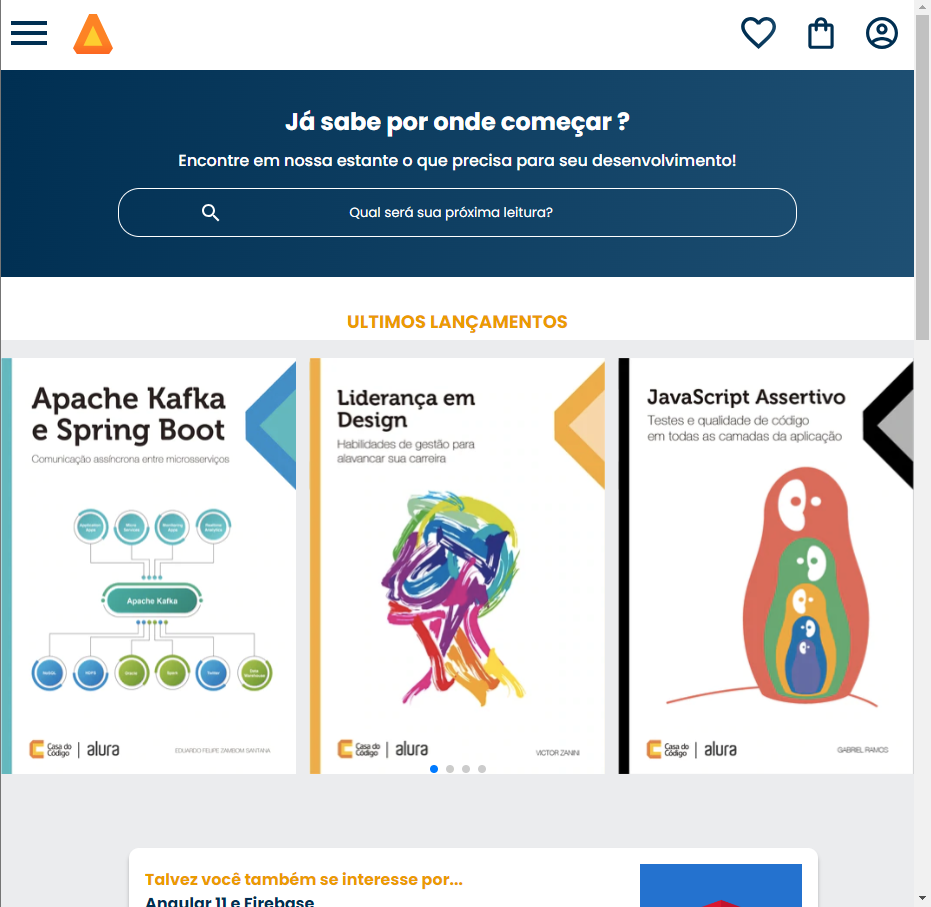 Já sabe por onde começar ?
Encontre em nossa estante o que precisa para seu desenvolvimento!
Qual será sua próxima leitura?
ULTIMOS LANÇAMENTOS
Apache Kafka
e Spring Boot
Comunicação assíncrona entre microsserviços
Apache Kafka
Casa do
Código
alura
EDUARDO FELIPE ZAMBOM SANTANA
Liderança em
Design
Habilidades de gestão para
alavancar sua carreira
Casa do
Código
alura
VICTOR ZANINI
JavaScript Assertivo
Testes e qualidade de código
em todas as camadas da aplicação
Casa do
Código
alura
GABRIEL RAMOS
Talvez você também se interesse por...
Angular 11 e Firebase